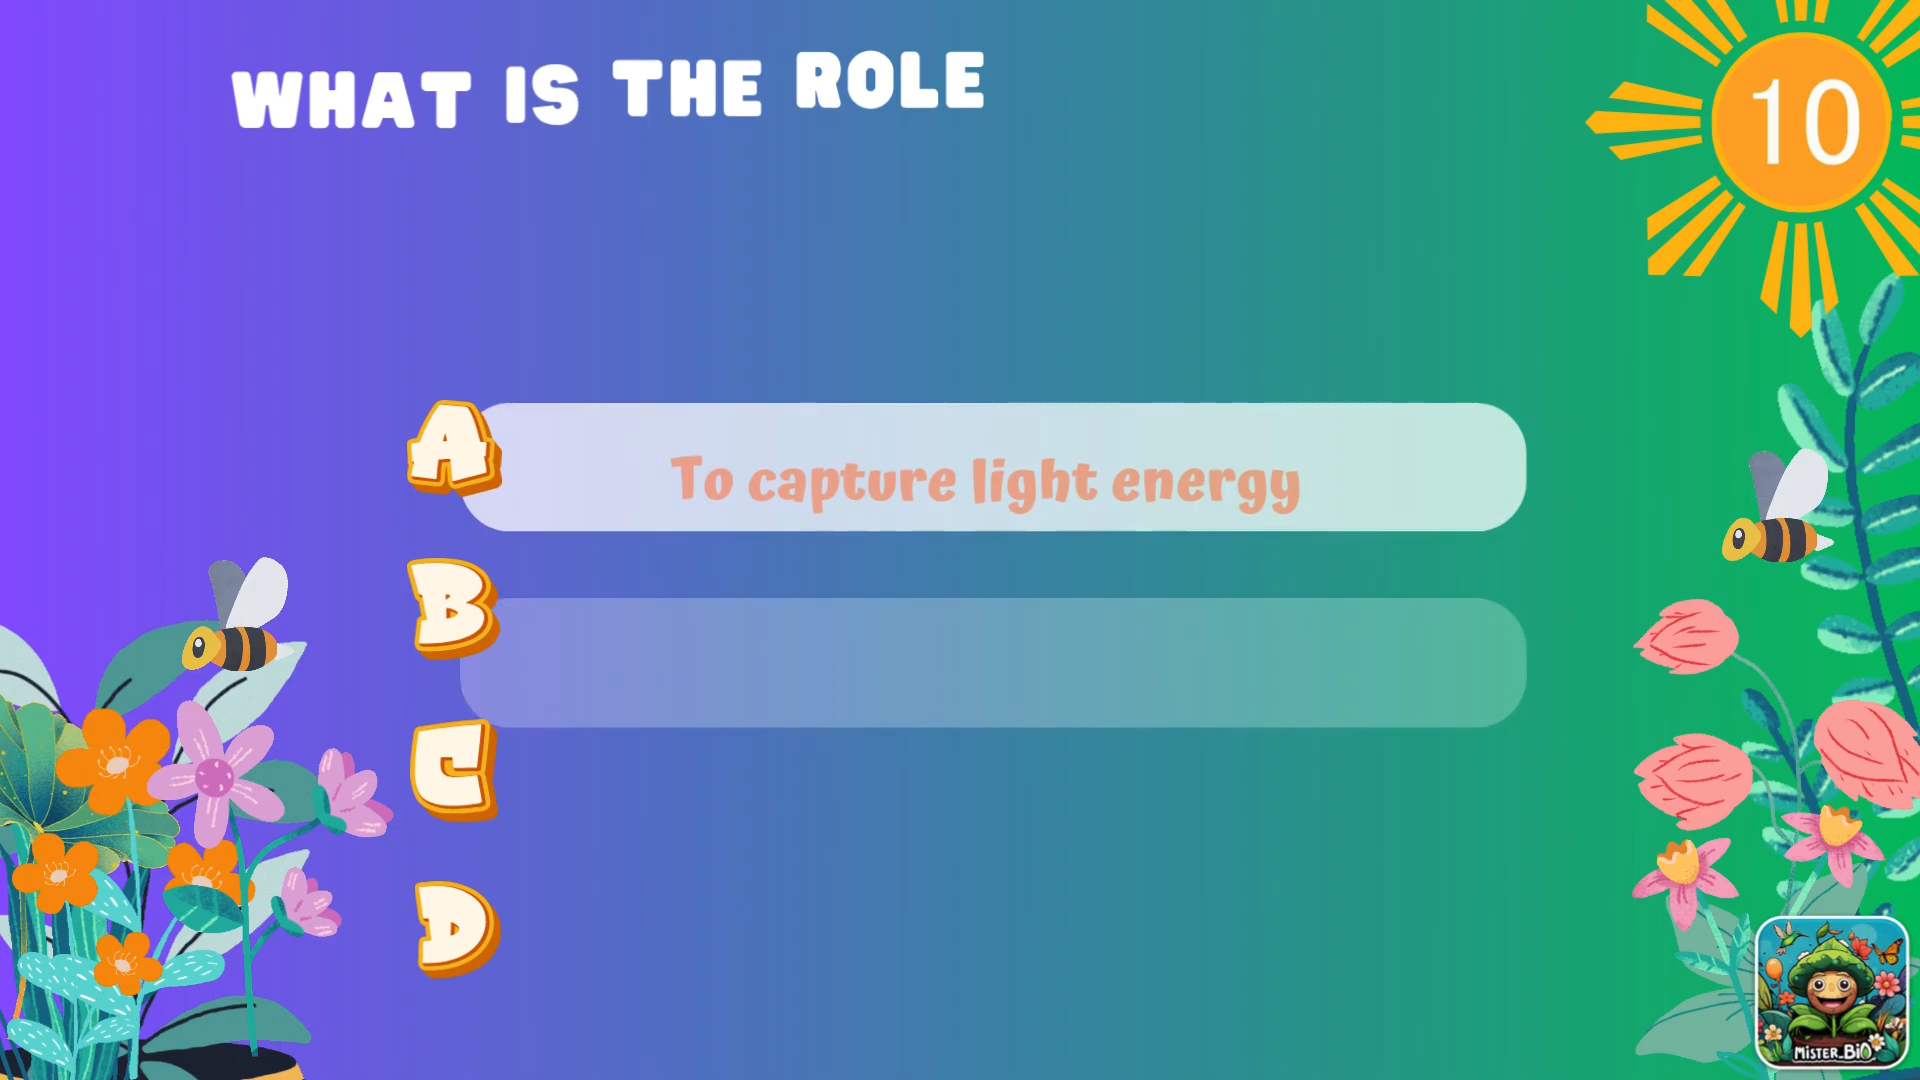 WHAT IS THE ROLE
10
A
To capture light energy
B
C
D
MISTER_BiO